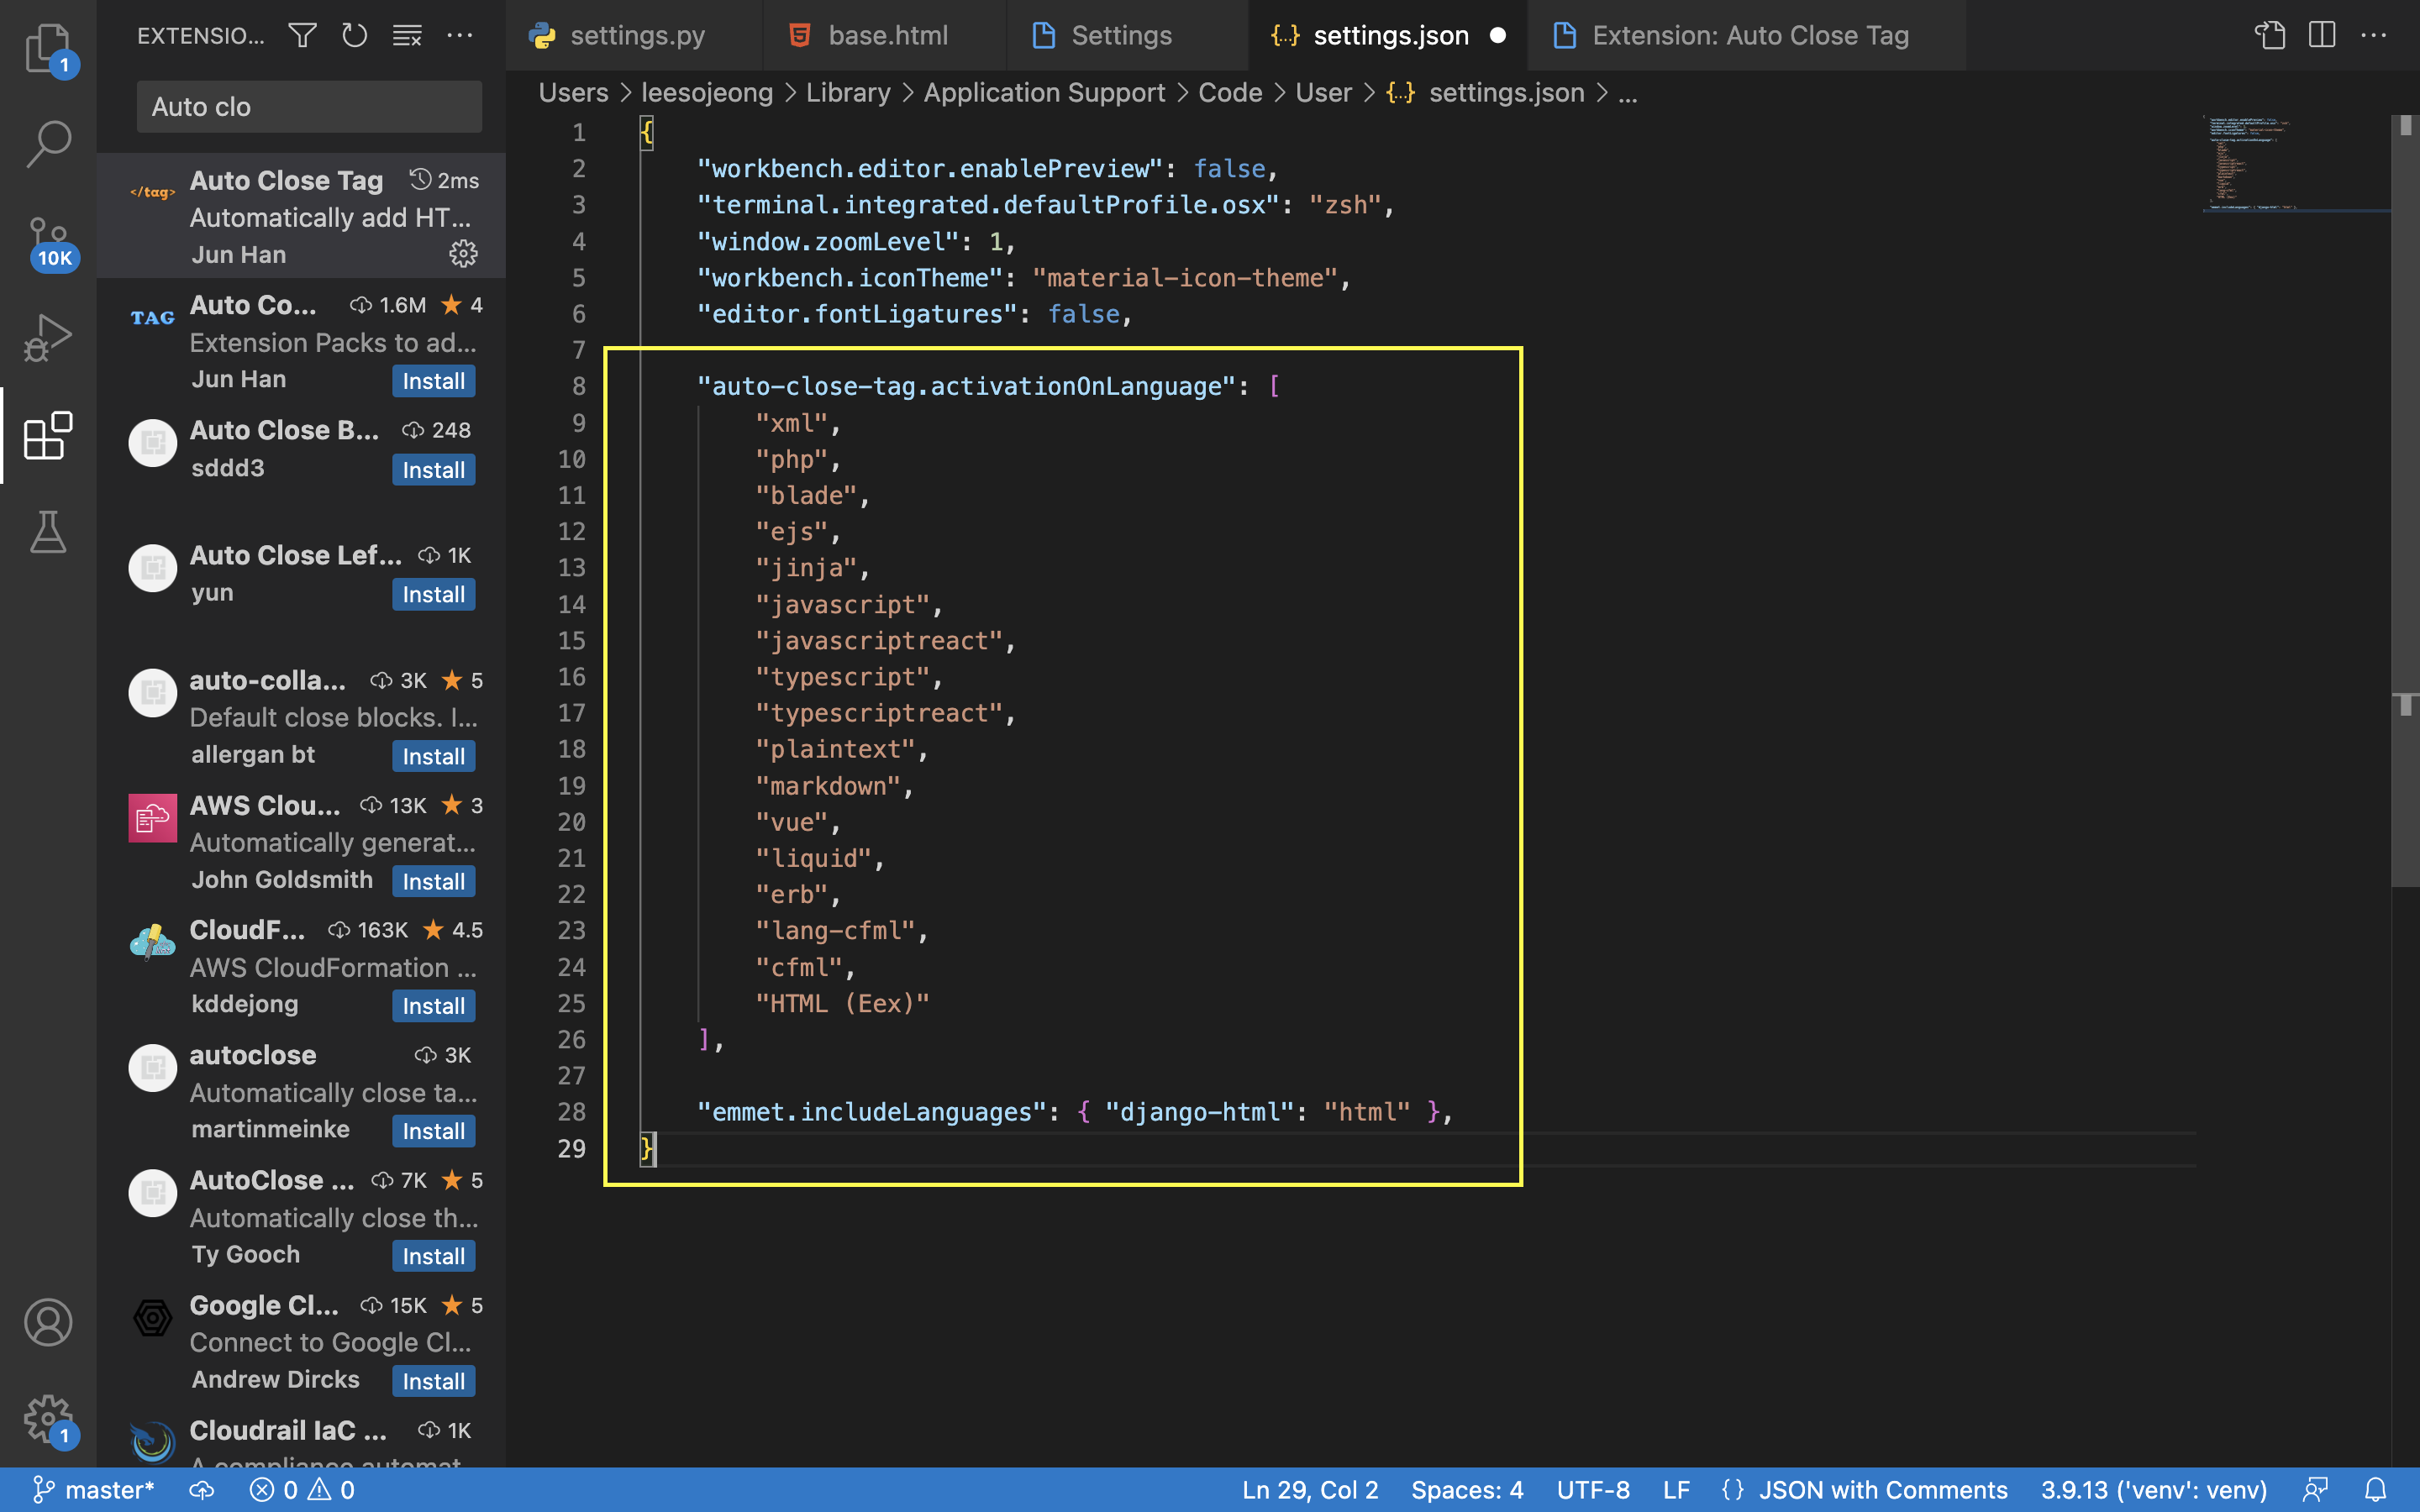 EXTENSIO...
settings.py
base.html
Settings
{..} settings.json
Extension: Auto Close Tag
1
Auto clo
Users > leesojeong > Library > Application Support > Code > User > {..} settings.json > ...
10K
</tag>
Auto Close Tag 2ms
Automatically add HT...
Jun Han
TAG
Auto Co... 1.6M ★ 4
Extension Packs to ad...
Jun Han Install
Auto Close B... 248
sddd3 Install
Auto Close Lef... 1K
yun Install
auto-colla... 3K ★ 5
Default close blocks. I...
allergan bt Install
AWS Clou... 13K ★ 3
Automatically generat...
John Goldsmith Install
CloudF... 163K ★ 4.5
AWS CloudFormation ...
kddejong Install
autoclose 3K
Automatically close ta...
martinmeinke Install
AutoClose ... 7K ★ 5
Automatically close th...
Ty Gooch Install
Google Cl... 15K ★ 5
Connect to Google Cl...
Andrew Dircks Install
Cloudrail IaC ... 1K
A compliance automat
1
1 {
2 "workbench.editor.enablePreview": false,
3 "terminal.integrated.defaultProfile.osx": "zsh",
4 "window.zoomLevel": 1,
5 "workbench.iconTheme": "material-icon-theme",
6 "editor.fontLigatures": false,
7
8 "auto-close-tag.activationOnLanguage": [
9 "xml",
10 "php",
11 "blade",
12 "ejs",
13 "jinja",
14 "javascript",
15 "javascriptreact",
16 "typescript",
17 "typescriptreact",
18 "plaintext",
19 "markdown",
20 "vue",
21 "liquid",
22 "erb",
23 "lang-cfml",
24 "cfml",
25 "HTML (Eex)"
26 ],
27
28 "emmet.includeLanguages": { "django-html": "html" },
29 }
master* 0 0 Ln 29, Col 2 Spaces: 4 UTF-8 LF {} JSON with Comments 3.9.13 ('venv': venv)